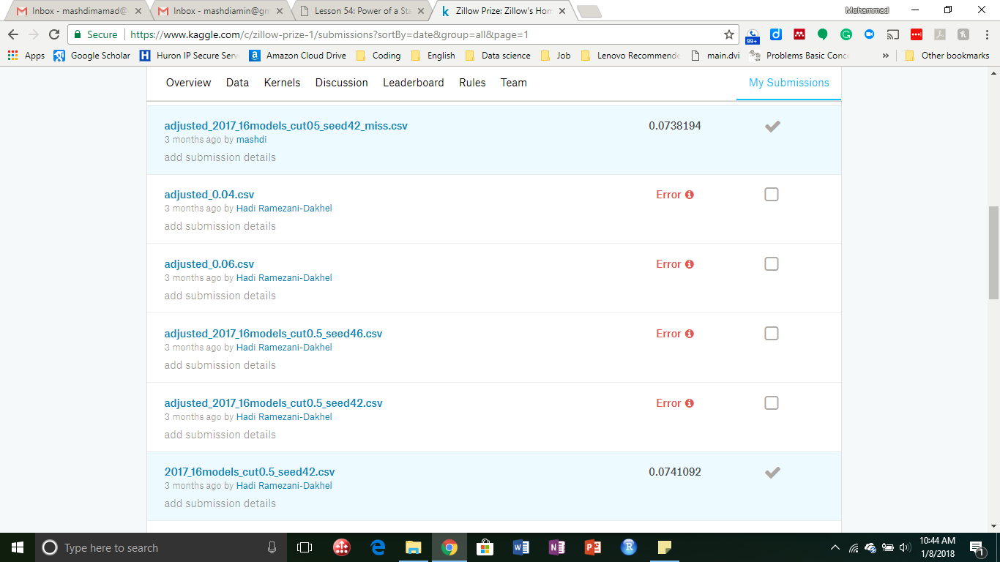 Inbox - mashdimamad@
Inbox - mashdiamin@gm
Lesson 54: Power of a Sta
Zillow Prize: Zillow's Hom
Mohammad
Secure
https://www.kaggle.com/c/zillow-prize-1/submissions?sortBy=date&group=all&page=1
99+
Apps
Google Scholar
Huron IP Secure Serv
Amazon Cloud Drive
Coding
English
Data science
Job
Lenovo Recommende
main.dvi
Problems Basic Conce
»
Other bookmarks
Overview
Data
Kernels
Discussion
Leaderboard
Rules
Team
My Submissions
adjusted_2017_16models_cut05_seed42_miss.csv
0.0738194
3 months ago by mashdi
add submission details
adjusted_0.04.csv
Error
3 months ago by Hadi Ramezani-Dakhel
add submission details
adjusted_0.06.csv
Error
3 months ago by Hadi Ramezani-Dakhel
add submission details
adjusted_2017_16models_cut0.5_seed46.csv
Error
3 months ago by Hadi Ramezani-Dakhel
add submission details
adjusted_2017_16models_cut0.5_seed42.csv
Error
3 months ago by Hadi Ramezani-Dakhel
add submission details
2017_16models_cut0.5_seed42.csv
0.0741092
3 months ago by Hadi Ramezani-Dakhel
add submission details
Type here to search
10:44 AM
1/8/2018
1